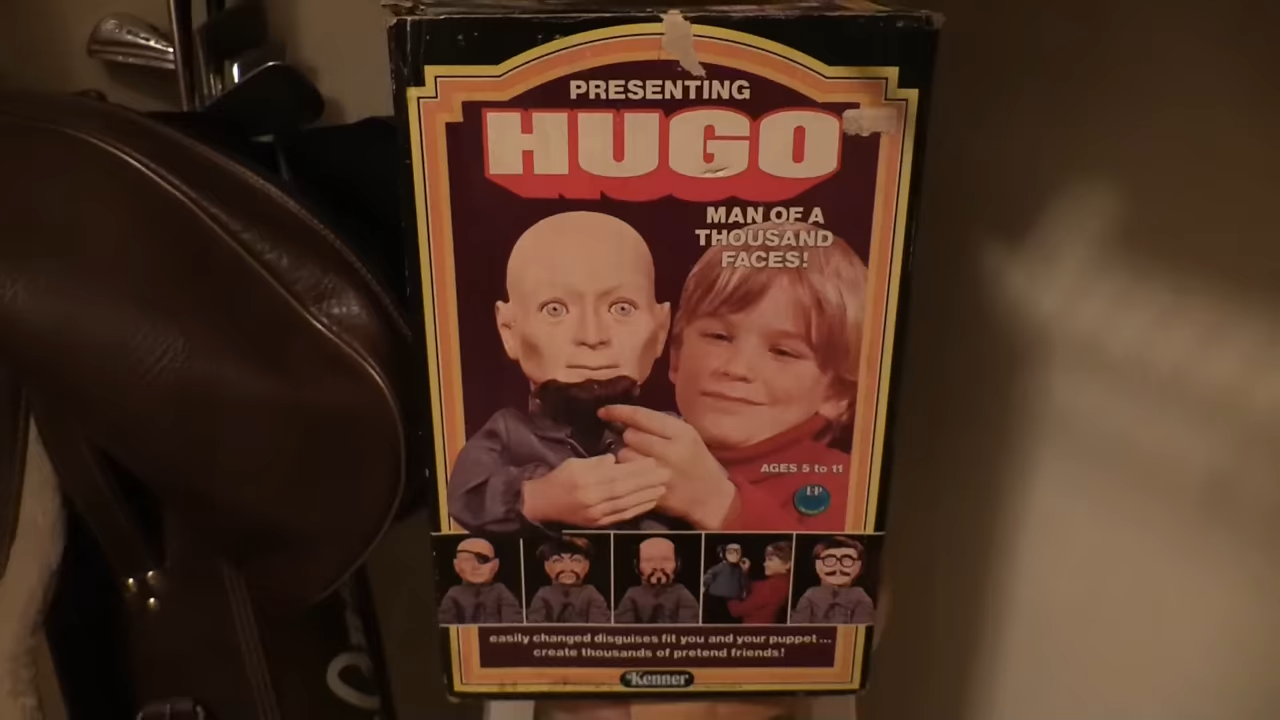 PRESENTING
HUGO
MAN OF A
THOUSAND
FACES!
AGES 5 to 11
easily changed disguises fit you and your puppet...
create thousands of pretend friends!
Kenner